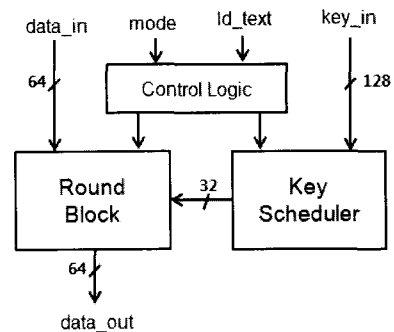 data_in
mode
ld_text
key_in
64
Control Logic
128
Round
Block
32
Key
Scheduler
64
data_out